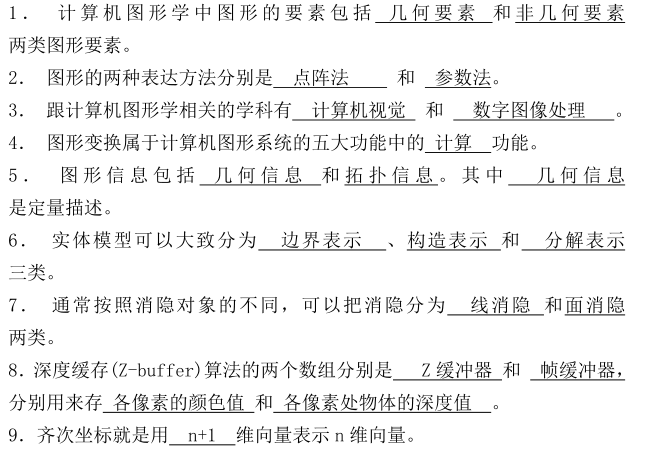 1. 计算机图形学中图形的要素包括 几何要素 和非几何要素
两类图形要素。
2. 图形的两种表达方法分别是 点阵法 和 参数法。
3. 跟计算机图形学相关的学科有 计算机视觉 和 数字图像处理 。
4. 图形变换属于计算机图形系统的五大功能中的 计算 功能。
5. 图形信息包括 几何信息 和拓扑信息。其中 几何信息
是定量描述。
6. 实体模型可以大致分为 边界表示 、构造表示 和 分解表示
三类。
7. 通常按照消隐对象的不同，可以把消隐分为 线消隐 和面消隐
两类。
8.深度缓存(Z-buffer)算法的两个数组分别是 Z缓冲器 和 帧缓冲器，
分别用来存 各像素的颜色值 和 各像素处物体的深度值 。
9. 齐次坐标就是用 n+1 维向量表示n维向量。